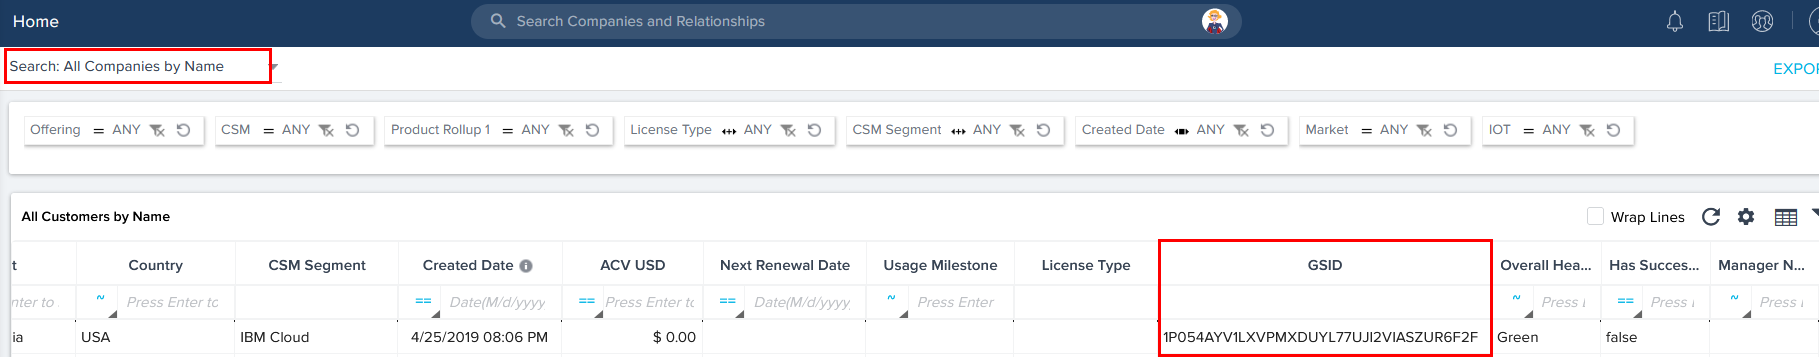 Home
Search Companies and Relationships
Search: All Companies by Name
EXPOR
Offering = ANY CSM = ANY Product Rollup 1 = ANY License Type ANY CSM Segment ANY Created Date ANY Market = ANY IOT = ANY
All Customers by Name
Wrap Lines
t Country CSM Segment Created Date ACV USD Next Renewal Date Usage Milestone License Type GSID Overall Hea... Has Succes... Manager N...
nter to ~ Press Enter to == Date(M/d/yyyy == Press Enter to == Date(M/d/yyyy ~ Press Enter ~ Press == Press ~ Press
ia USA IBM Cloud 4/25/2019 08:06 PM $ 0.00 1P054AYV1LXVPMXDUYL77UJI2VIASZUR6F2F Green false